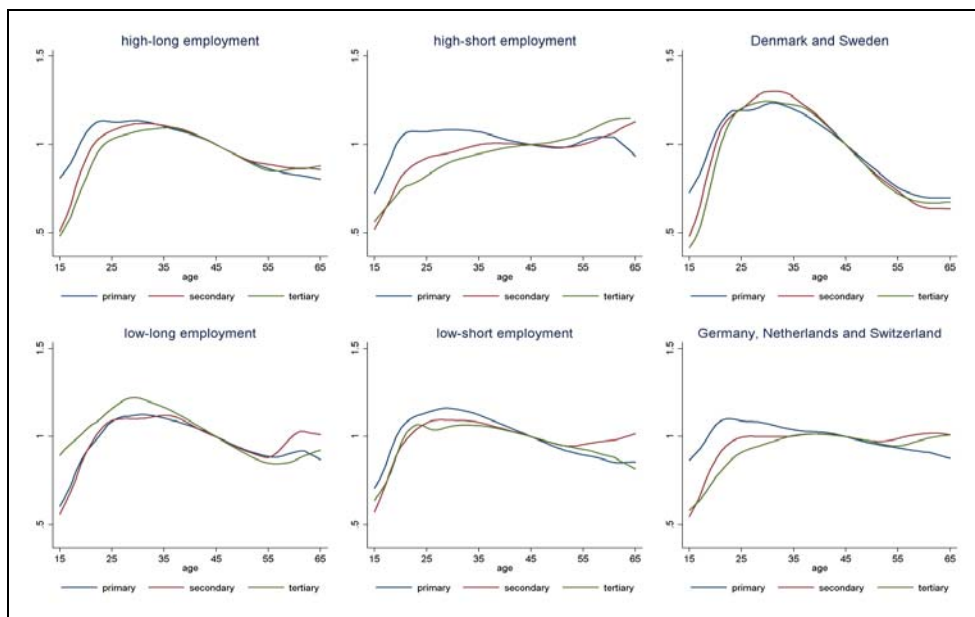 high-long employment
1.5
1
.5
15 25 35 45 55 65
age
primary secondary tertiary
high-short employment
1.5
1
.5
15 25 35 45 55 65
age
primary secondary tertiary
Denmark and Sweden
1.5
1
.5
15 25 35 45 55 65
age
primary secondary tertiary
low-long employment
1.5
1
.5
15 25 35 45 55 65
age
primary secondary tertiary
low-short employment
1.5
1
.5
15 25 35 45 55 65
age
primary secondary tertiary
Germany, Netherlands and Switzerland
1.5
1
.5
15 25 35 45 55 65
age
primary secondary tertiary